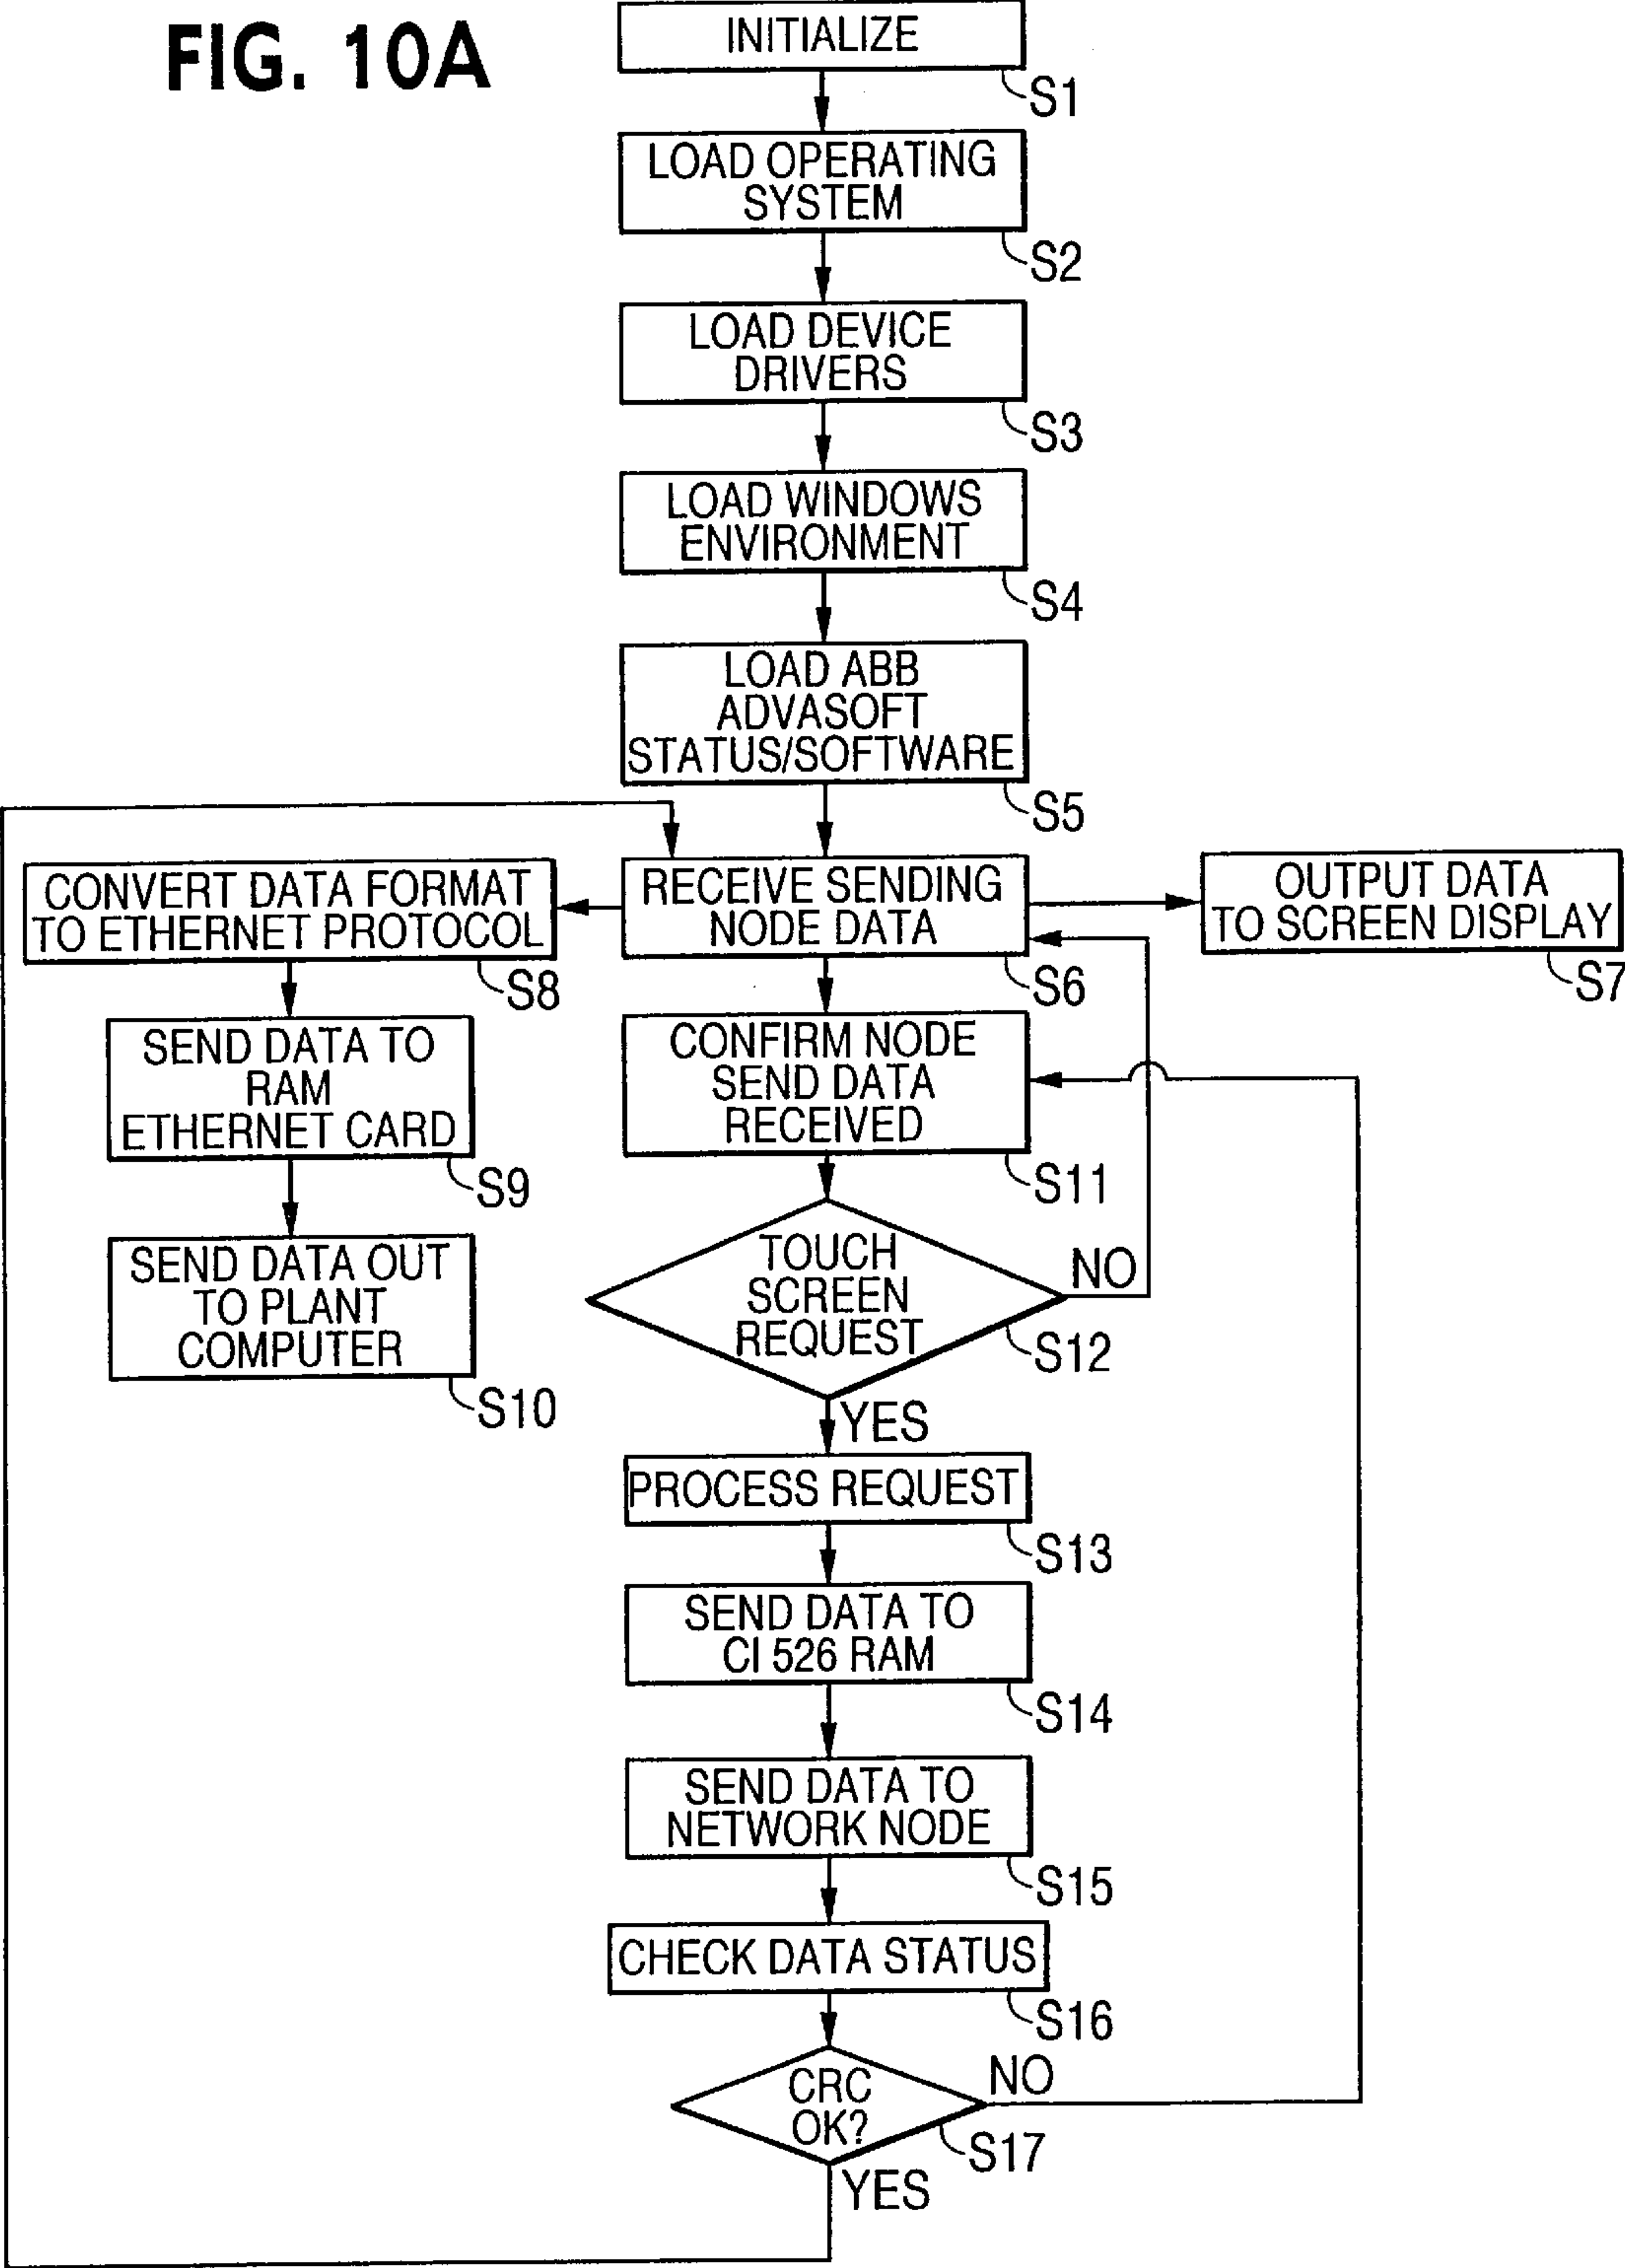 FIG. 10A
INITIALIZE
S1
LOAD OPERATING
SYSTEM
S2
LOAD DEVICE
DRIVERS
S3
LOAD WINDOWS
ENVIRONMENT
S4
LOAD ABB
ADVASOFT
STATUS/SOFTWARE
S5
RECEIVE SENDING
NODE DATA
S6
OUTPUT DATA
TO SCREEN DISPLAY
S7
CONVERT DATA FORMAT
TO ETHERNET PROTOCOL
S8
SEND DATA TO
RAM
ETHERNET CARD
S9
SEND DATA OUT
TO PLANT
COMPUTER
S10
CONFIRM NODE
SEND DATA
RECEIVED
S11
TOUCH
SCREEN
REQUEST
NO
S12
YES
PROCESS REQUEST
S13
SEND DATA TO
CI 526 RAM
S14
SEND DATA TO
NETWORK NODE
S15
CHECK DATA STATUS
S16
CRC
OK?
NO
S17
YES